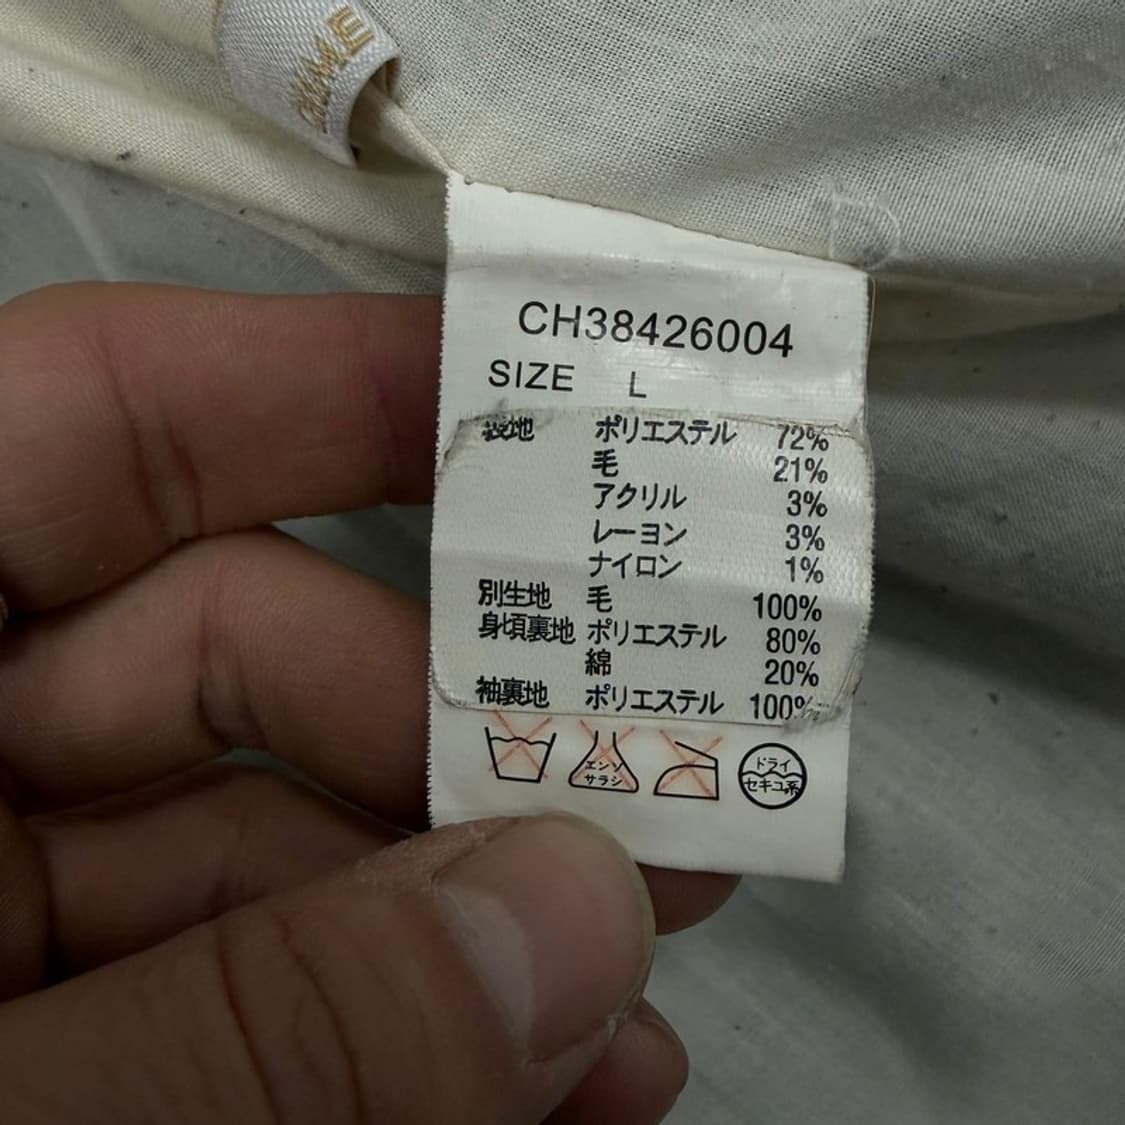 CH38426004
SIZE L
表地 ポリエステル 72%
毛 21%
アクリル 3%
レーヨン 3%
ナイロン 1%
別生地 毛 100%
身頃裏地 ポリエステル 80%
綿 20%
袖裏地 ポリエステル 100%
エンソ
サラシ
ドライ
セキユ系